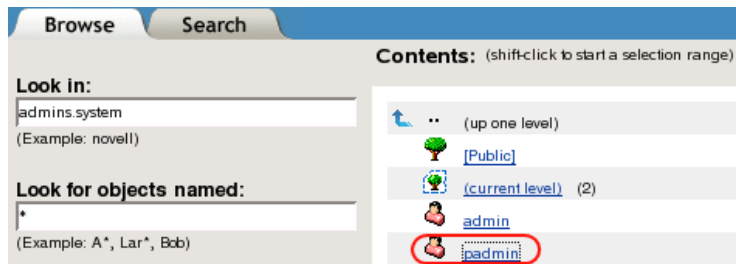 Browse
Search
Contents: (shift-click to start a selection range)
Look in:
admins.system
(Example: novell)
Look for objects named:
*
(Example: A*, Lar*, Bob)
.. (up one level)
[Public]
(current level) (2)
admin
padmin